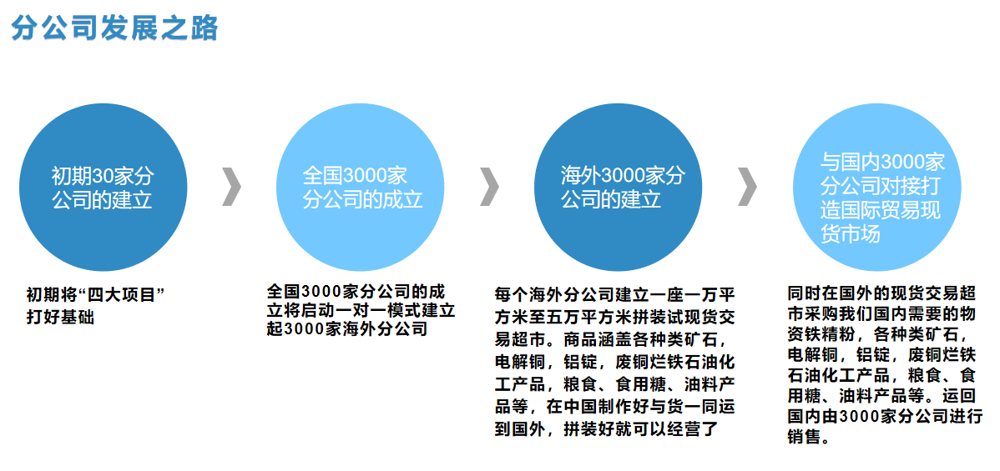 分公司发展之路
初期30家分
公司的建立
全国3000家
分公司的成立
海外3000家分
公司的建立
与国内3000家
分公司对接打
造国际贸易现
货市场
初期将“四大项目”
打好基础
全国3000家分公司的成
立将启动一对一模式建立
起3000家海外分公司
每个海外分公司建立一座一万平
方米至五万平方米拼装试现货交
易超市。商品涵盖各种类矿石，
电解铜，铝锭，废铜烂铁石油化
工产品，粮食、食用糖、油料产
品等，在中国制作好与货一同运
到国外，拼装好就可以经营了
同时在国外的现货交易超
市采购我们国内需要的物
资铁精粉，各种类矿石，
电解铜，铝锭，废铜烂铁
石油化工产品，粮食、食
用糖、油料产品等。运回
国内由3000家分公司进行
销售。